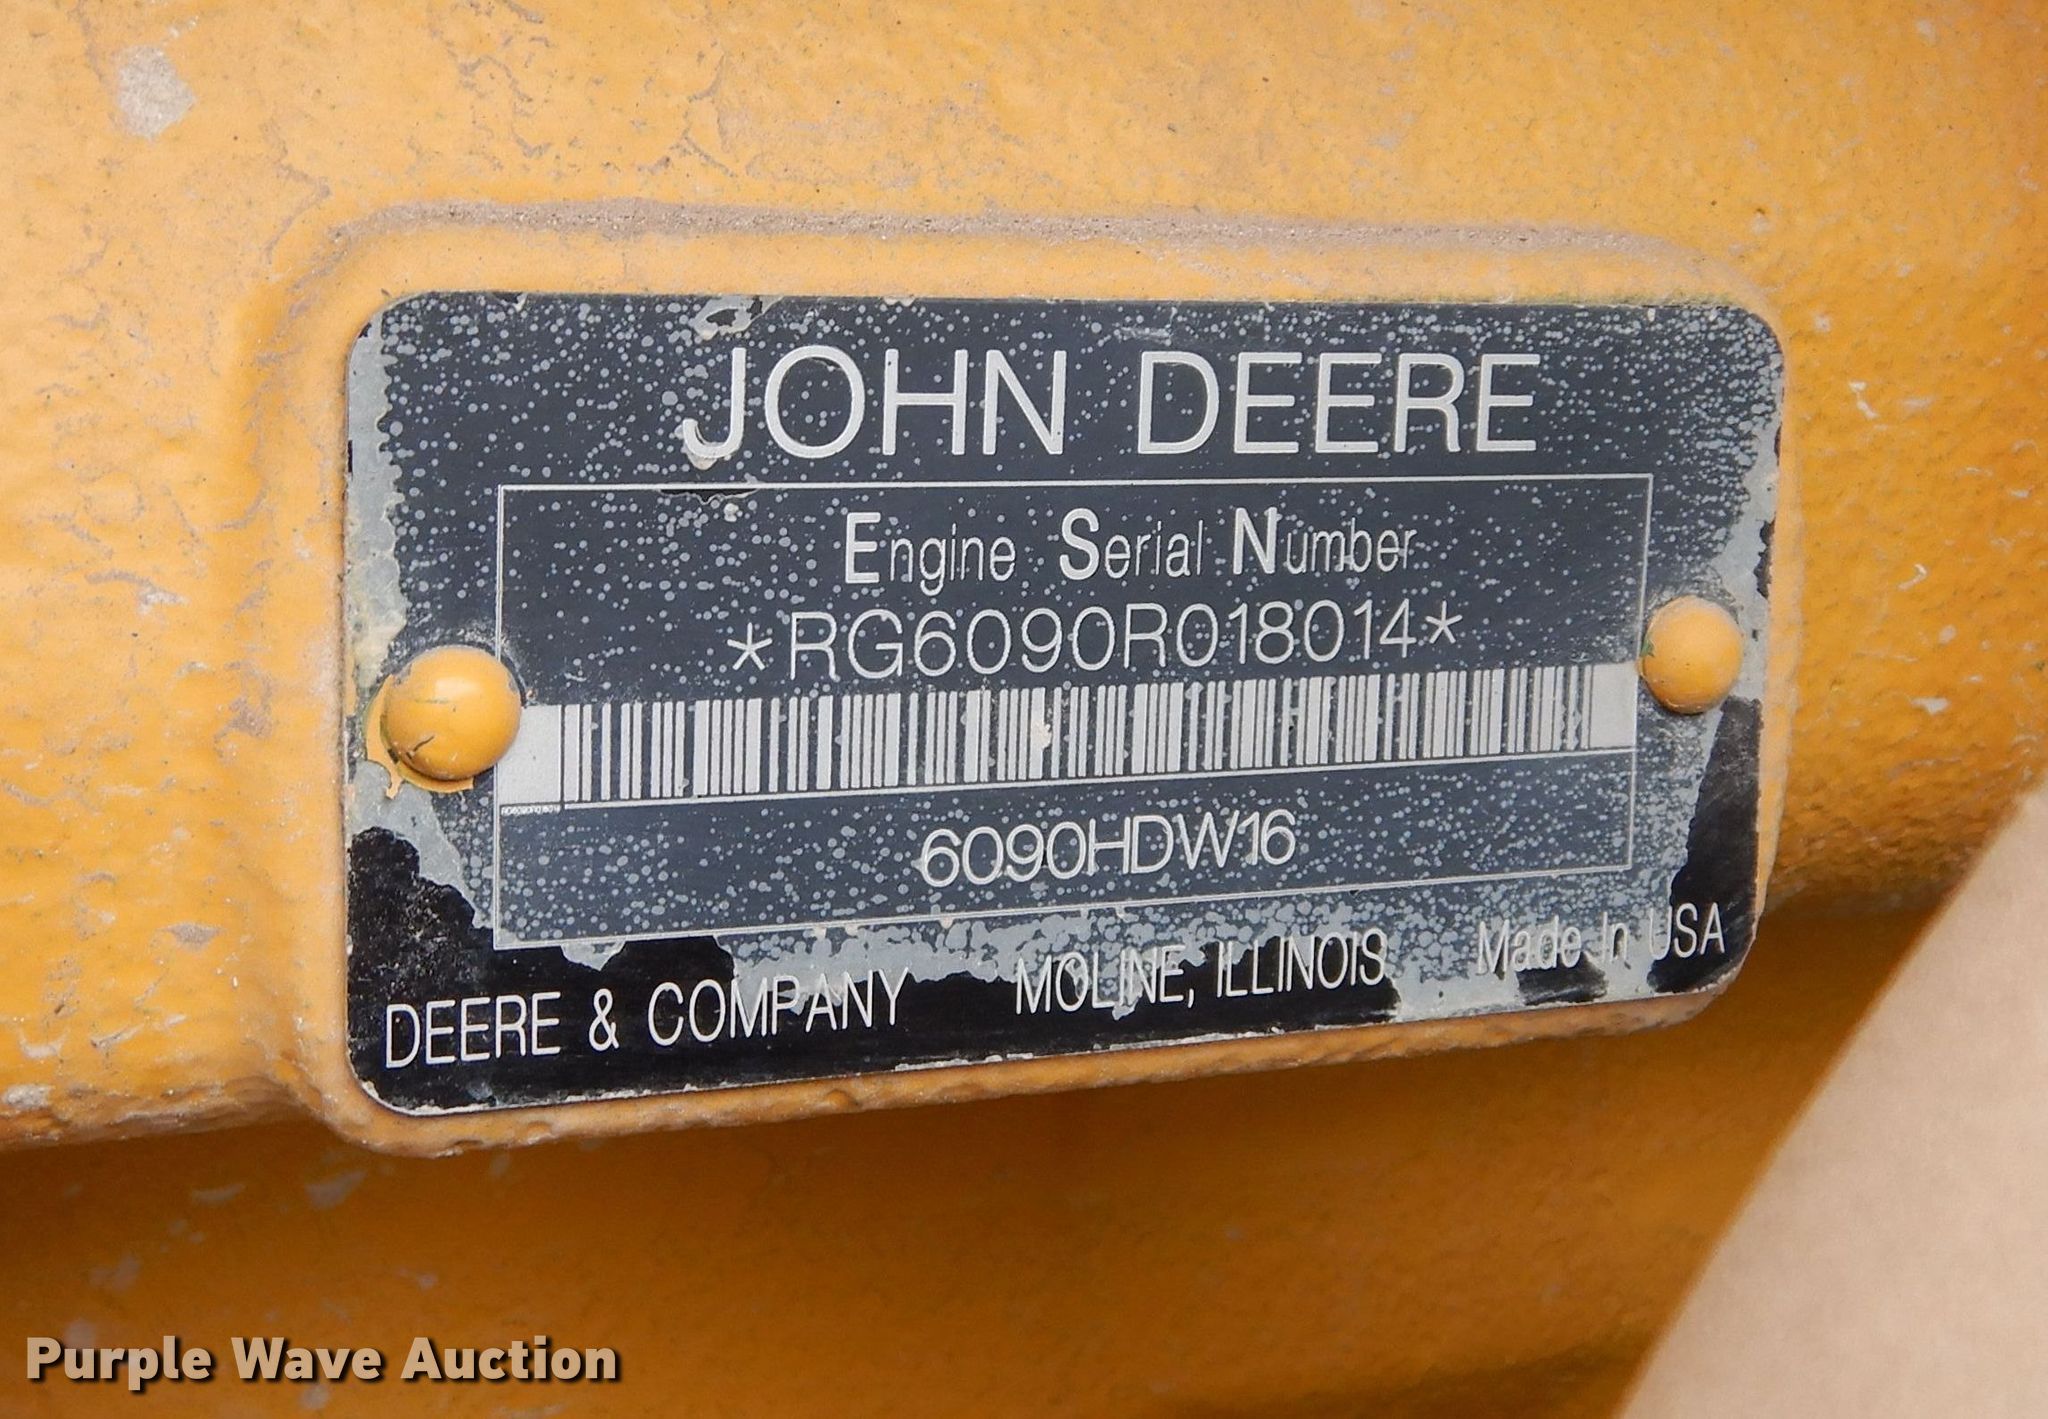 JOHN DEERE
Engine Serial Number
*RG6090R018014*
6090HDW16
DEERE & COMPANY MOLINE, ILLINOIS Made In USA
Purple Wave Auction